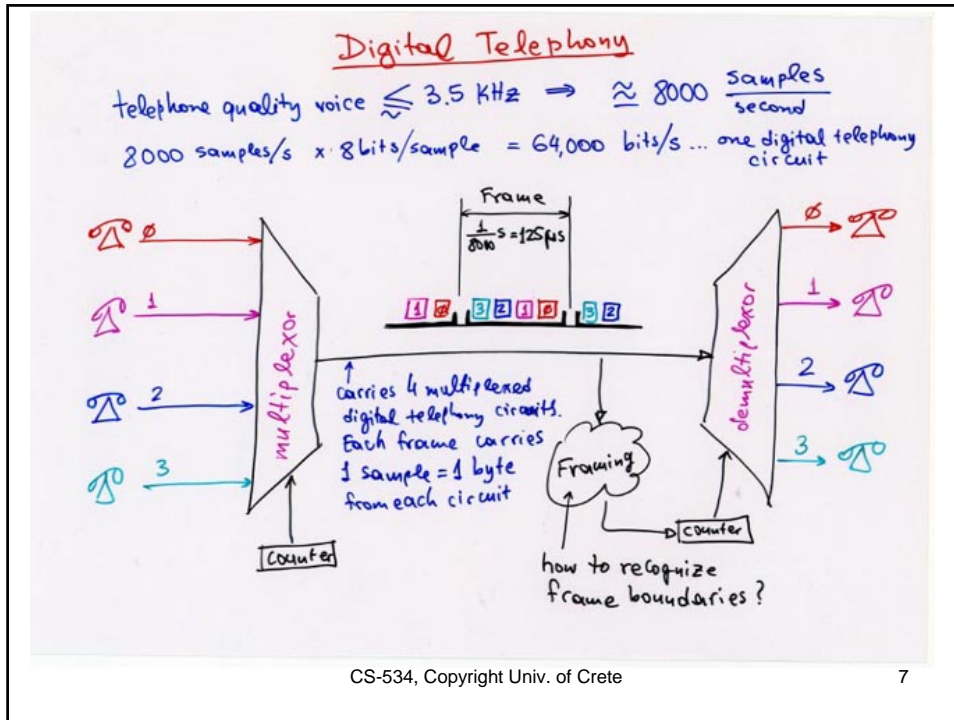 Digital Telephony
telephone quality voice ≲ 3.5 KHz ⇒ ≅ 8000 samples/second
8000 samples/s x 8 bits/sample = 64,000 bits/s ... one digital telephony
circuit
Frame
1/8000 s = 125 μs
0
1
2
3
multiplexor
1 0 3 2 1 0 3 2
carries 4 multiplexed
digital telephony circuits.
Each frame carries
1 sample = 1 byte
from each circuit
counter
Framing
counter
how to recognize
frame boundaries?
demultiplexor
0
1
2
3
CS-534, Copyright Univ. of Crete
7